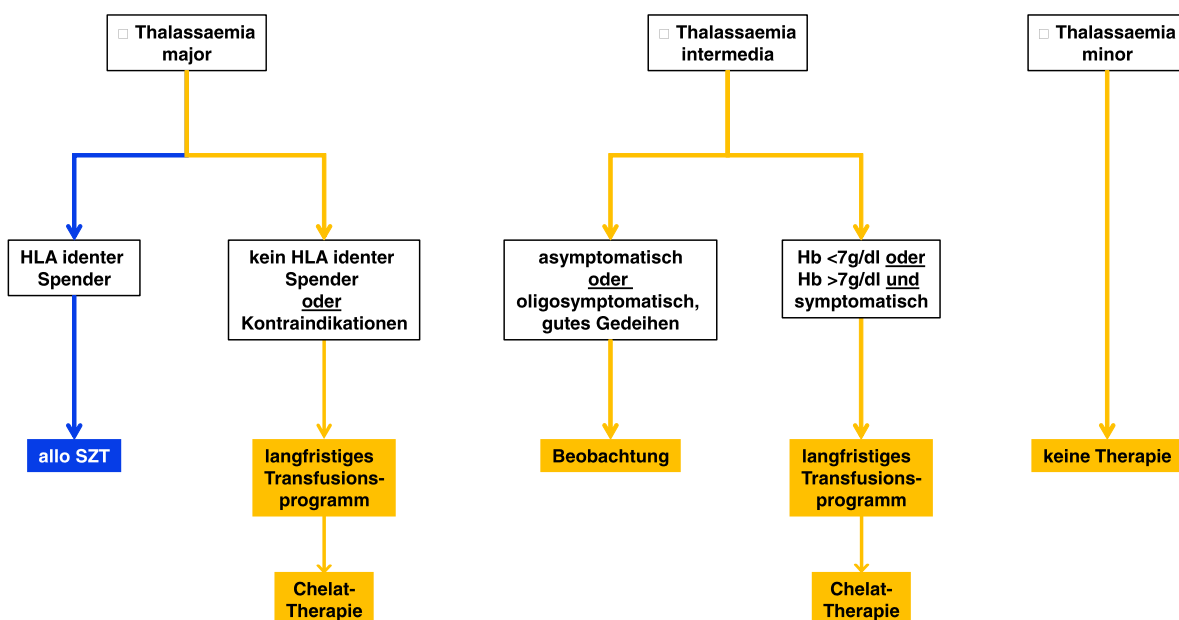 □ Thalassaemia
major
□ Thalassaemia
intermedia
□ Thalassaemia
minor
HLA identer
Spender
kein HLA identer
Spender
oder
Kontraindikationen
asymptomatisch
oder
oligosymptomatisch,
gutes Gedeihen
Hb <7g/dl oder
Hb >7g/dl und
symptomatisch
allo SZT
langfristiges
Transfusions-
programm
Beobachtung
langfristiges
Transfusions-
programm
keine Therapie
Chelat-
Therapie
Chelat-
Therapie